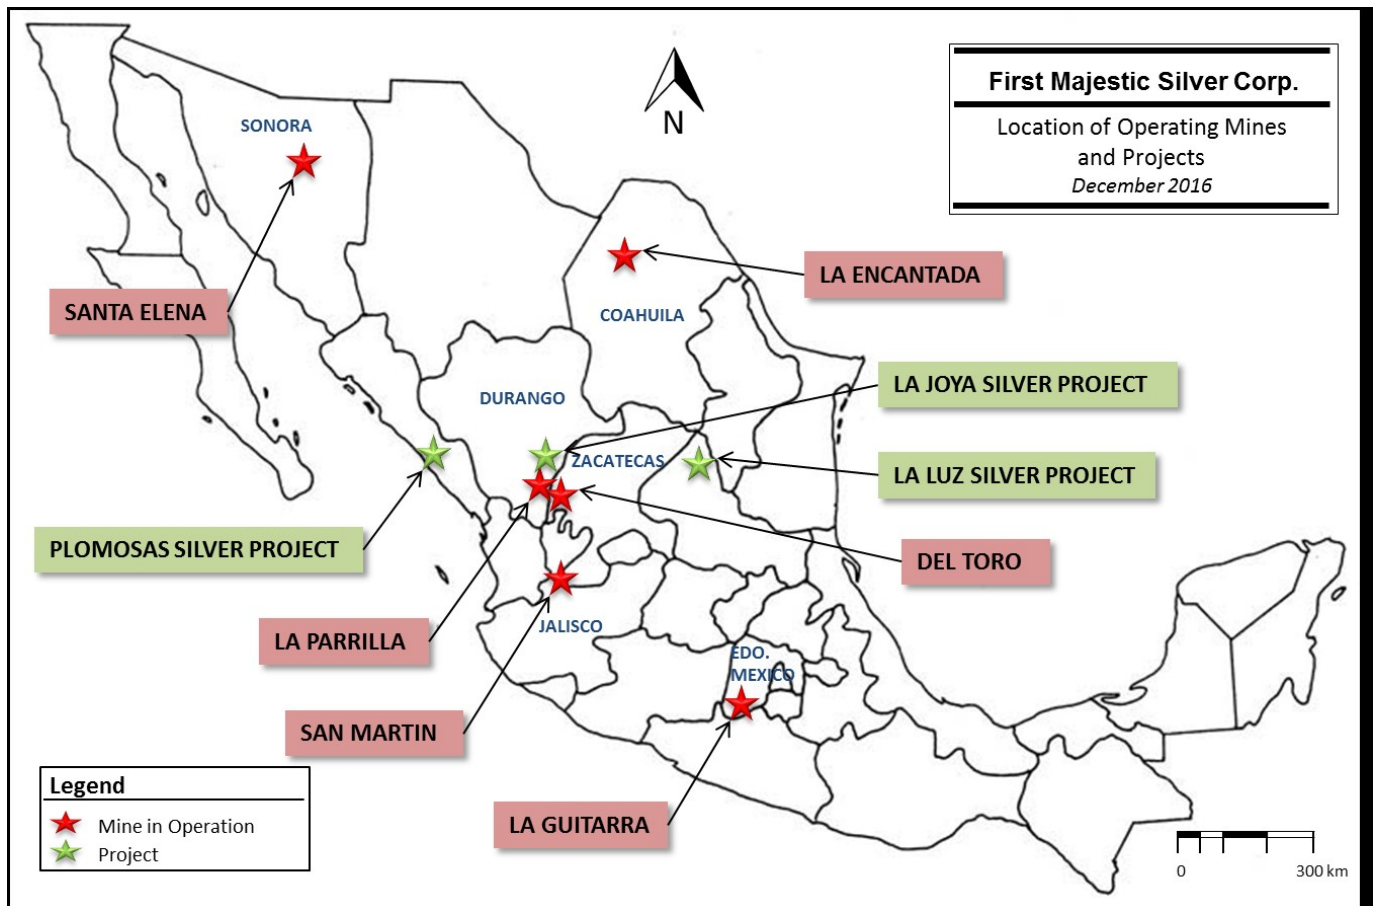 First Majestic Silver Corp.
Location of Operating Mines
and Projects
December 2016
N
SONORA
SANTA ELENA
LA ENCANTADA
COAHUILA
LA JOYA SILVER PROJECT
DURANGO
ZACATECAS
LA LUZ SILVER PROJECT
PLOMOSAS SILVER PROJECT
DEL TORO
LA PARRILLA
JALISCO
EDO.
MEXICO
SAN MARTIN
LA GUITARRA
Legend
Mine in Operation
Project
0 300 km